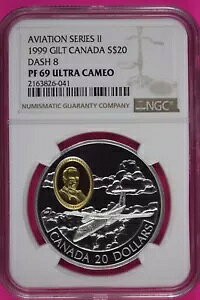 AVIATION SERIES II
1999 GILT CANADA S$20
DASH 8
PF 69 ULTRA CAMEO
2163826-041
NUMISMATIC GUARANTY COMPANY
NGC
CANADA 20 DOLLARS